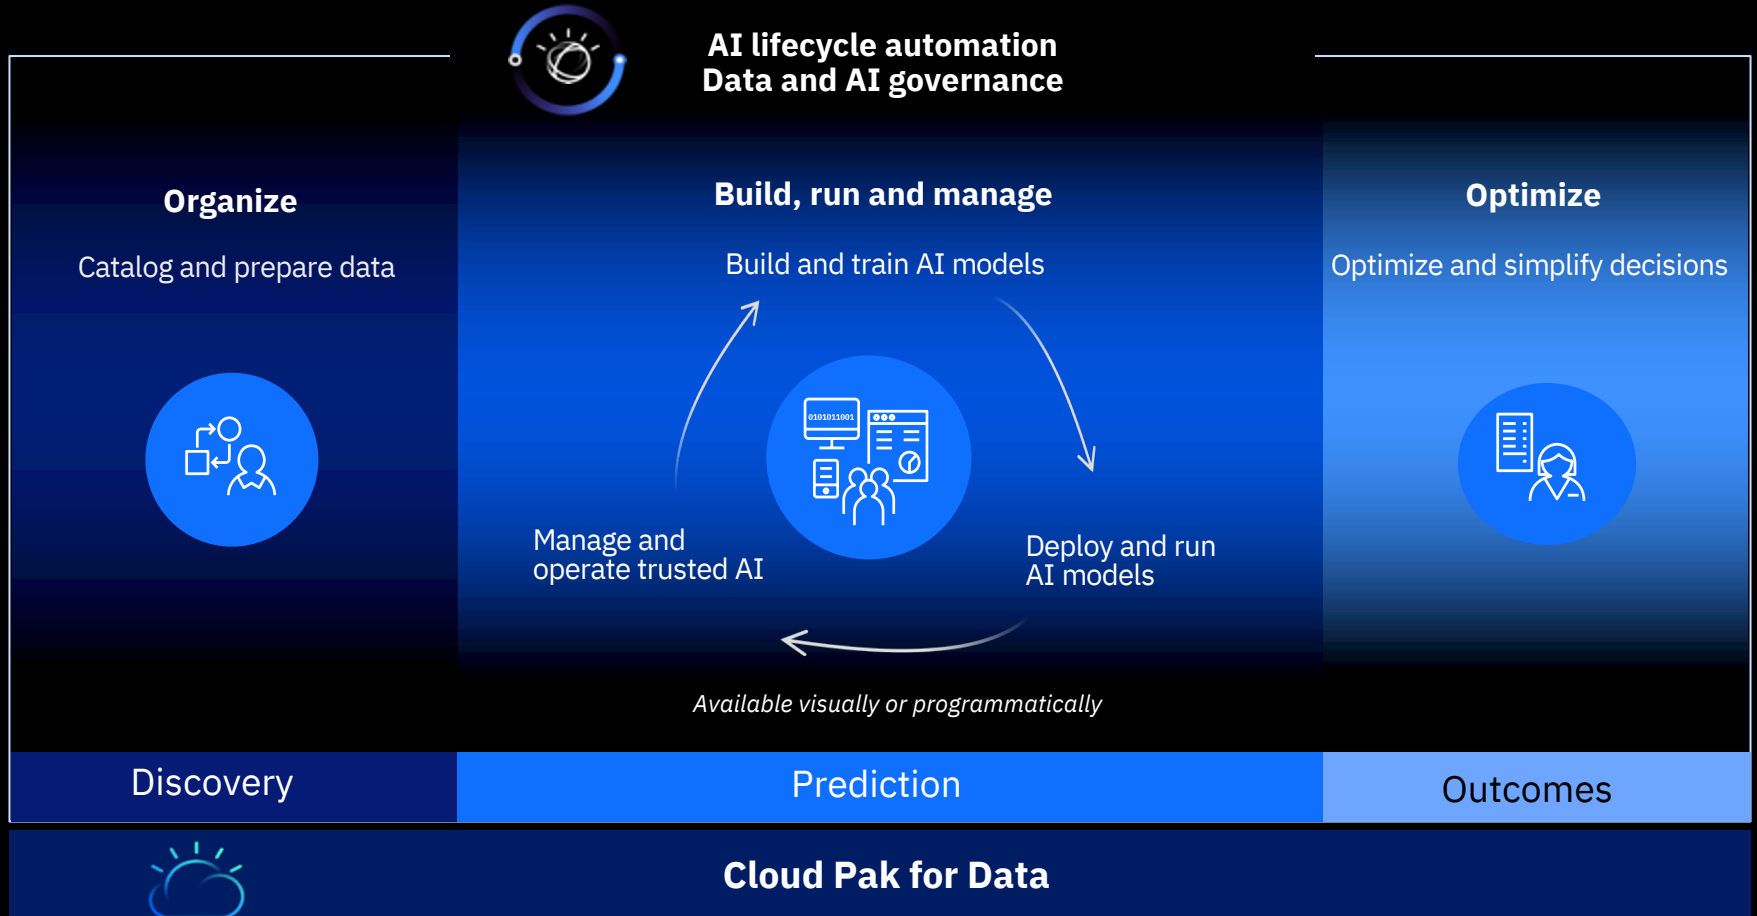 AI lifecycle automation
Data and AI governance
Organize
Catalog and prepare data
Build, run and manage
Build and train AI models
Optimize
Optimize and simplify decisions
0101011001
Manage and
operate trusted AI
Deploy and run
AI models
Available visually or programmatically
Discovery
Prediction
Outcomes
Cloud Pak for Data